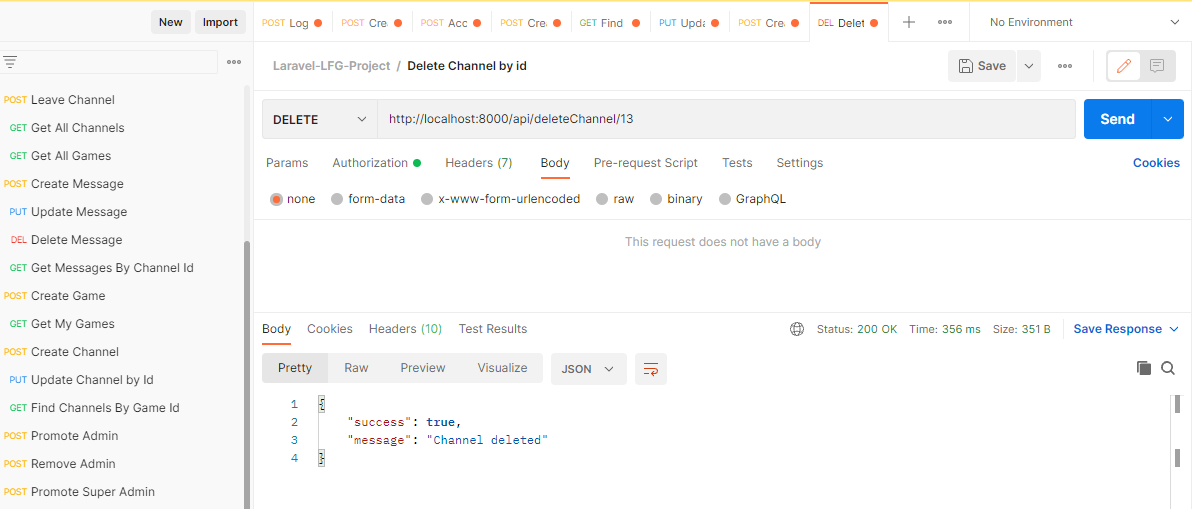 New Import
POST Log POST Cre POST Acc POST Cre GET Find PUT Upda POST Cre DEL Delet No Environment
Laravel-LFG-Project / Delete Channel by id Save
DELETE http://localhost:8000/api/deleteChannel/13 Send
Params Authorization Headers (7) Body Pre-request Script Tests Settings Cookies
none form-data x-www-form-urlencoded raw binary GraphQL
This request does not have a body
POST Leave Channel
GET Get All Channels
GET Get All Games
POST Create Message
PUT Update Message
DEL Delete Message
GET Get Messages By Channel Id
POST Create Game
GET Get My Games
POST Create Channel
PUT Update Channel by Id
GET Find Channels By Game Id
POST Promote Admin
POST Remove Admin
POST Promote Super Admin
Body Cookies Headers (10) Test Results Status: 200 OK Time: 356 ms Size: 351 B Save Response
Pretty Raw Preview Visualize JSON
1 {
2 "success": true,
3 "message": "Channel deleted"
4 }